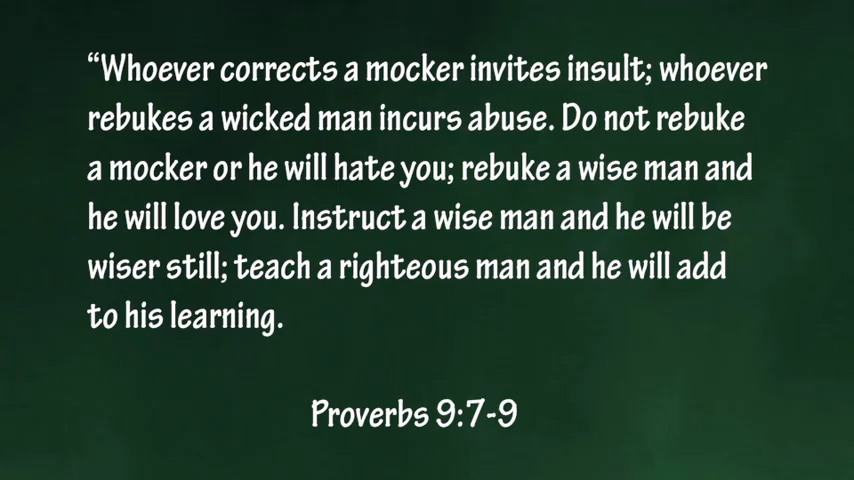 “Whoever corrects a mocker invites insult; whoever
rebukes a wicked man incurs abuse. Do not rebuke
a mocker or he will hate you; rebuke a wise man and
he will love you. Instruct a wise man and he will be
wiser still; teach a righteous man and he will add
to his learning.
Proverbs 9:7-9